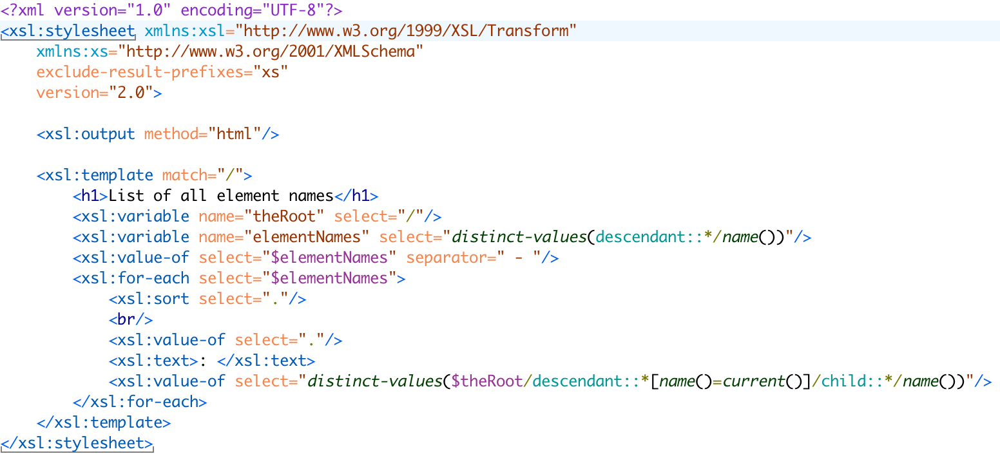 <?xml version="1.0" encoding="UTF-8"?>
<xsl:stylesheet xmlns:xsl="http://www.w3.org/1999/XSL/Transform"
    xmlns:xs="http://www.w3.org/2001/XMLSchema"
    exclude-result-prefixes="xs"
    version="2.0">

    <xsl:output method="html"/>

    <xsl:template match="/">
        <h1>List of all element names</h1>
        <xsl:variable name="theRoot" select="/"/>
        <xsl:variable name="elementNames" select="distinct-values(descendant::*/name())"/>
        <xsl:value-of select="$elementNames" separator=" - "/>
        <xsl:for-each select="$elementNames">
            <xsl:sort select="."/>
            <br/>
            <xsl:value-of select="."/>
            <xsl:text>: </xsl:text>
            <xsl:value-of select="distinct-values($theRoot/descendant::*[name()=current()]/child::*/name())"/>
        </xsl:for-each>
    </xsl:template>
</xsl:stylesheet>